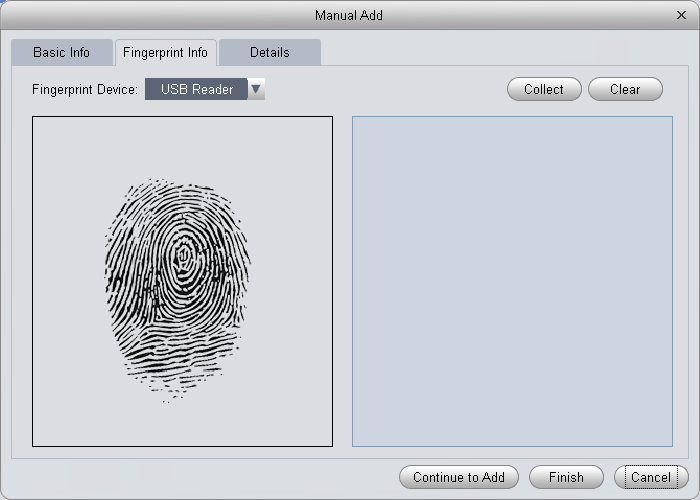 Manual Add
Basic Info Fingerprint Info Details
Fingerprint Device: USB Reader Collect Clear
Continue to Add Finish Cancel